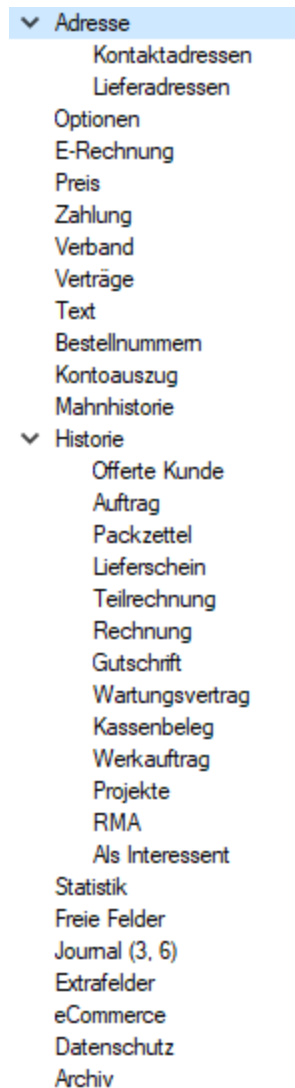 Adresse
Kontaktadressen
Lieferadressen
Optionen
E-Rechnung
Preis
Zahlung
Verband
Verträge
Text
Bestellnummern
Kontoauszug
Mahnhistorie
Historie
Offerte Kunde
Auftrag
Packzettel
Lieferschein
Teilrechnung
Rechnung
Gutschrift
Wartungsvertrag
Kassenbeleg
Werkauftrag
Projekte
RMA
Als Interessent
Statistik
Freie Felder
Journal (3, 6)
Extrafelder
eCommerce
Datenschutz
Archiv